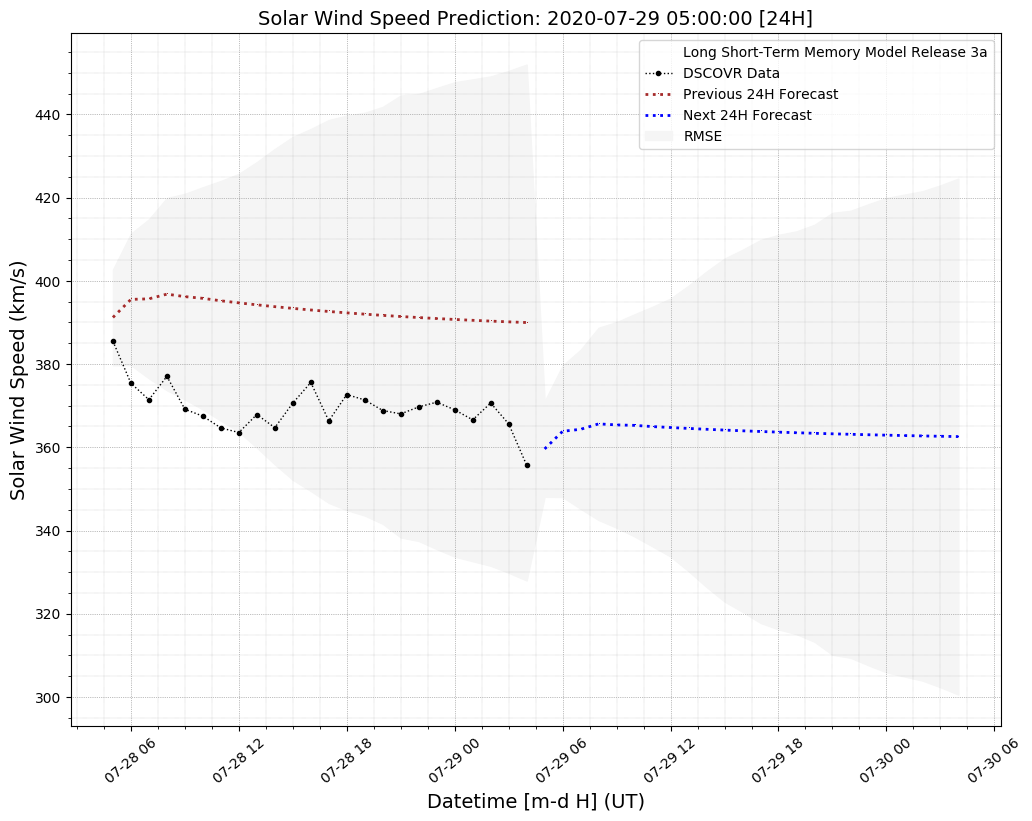 Solar Wind Speed Prediction: 2020-07-29 05:00:00 [24H]
Long Short-Term Memory Model Release 3a
DSCOVR Data
Previous 24H Forecast
Next 24H Forecast
RMSE
Solar Wind Speed (km/s)
440
420
400
380
360
340
320
300
07-28 06
07-28 12
07-28 18
07-29 00
07-29 06
07-29 12
07-29 18
07-30 00
07-30 06
Datetime [m-d H] (UT)